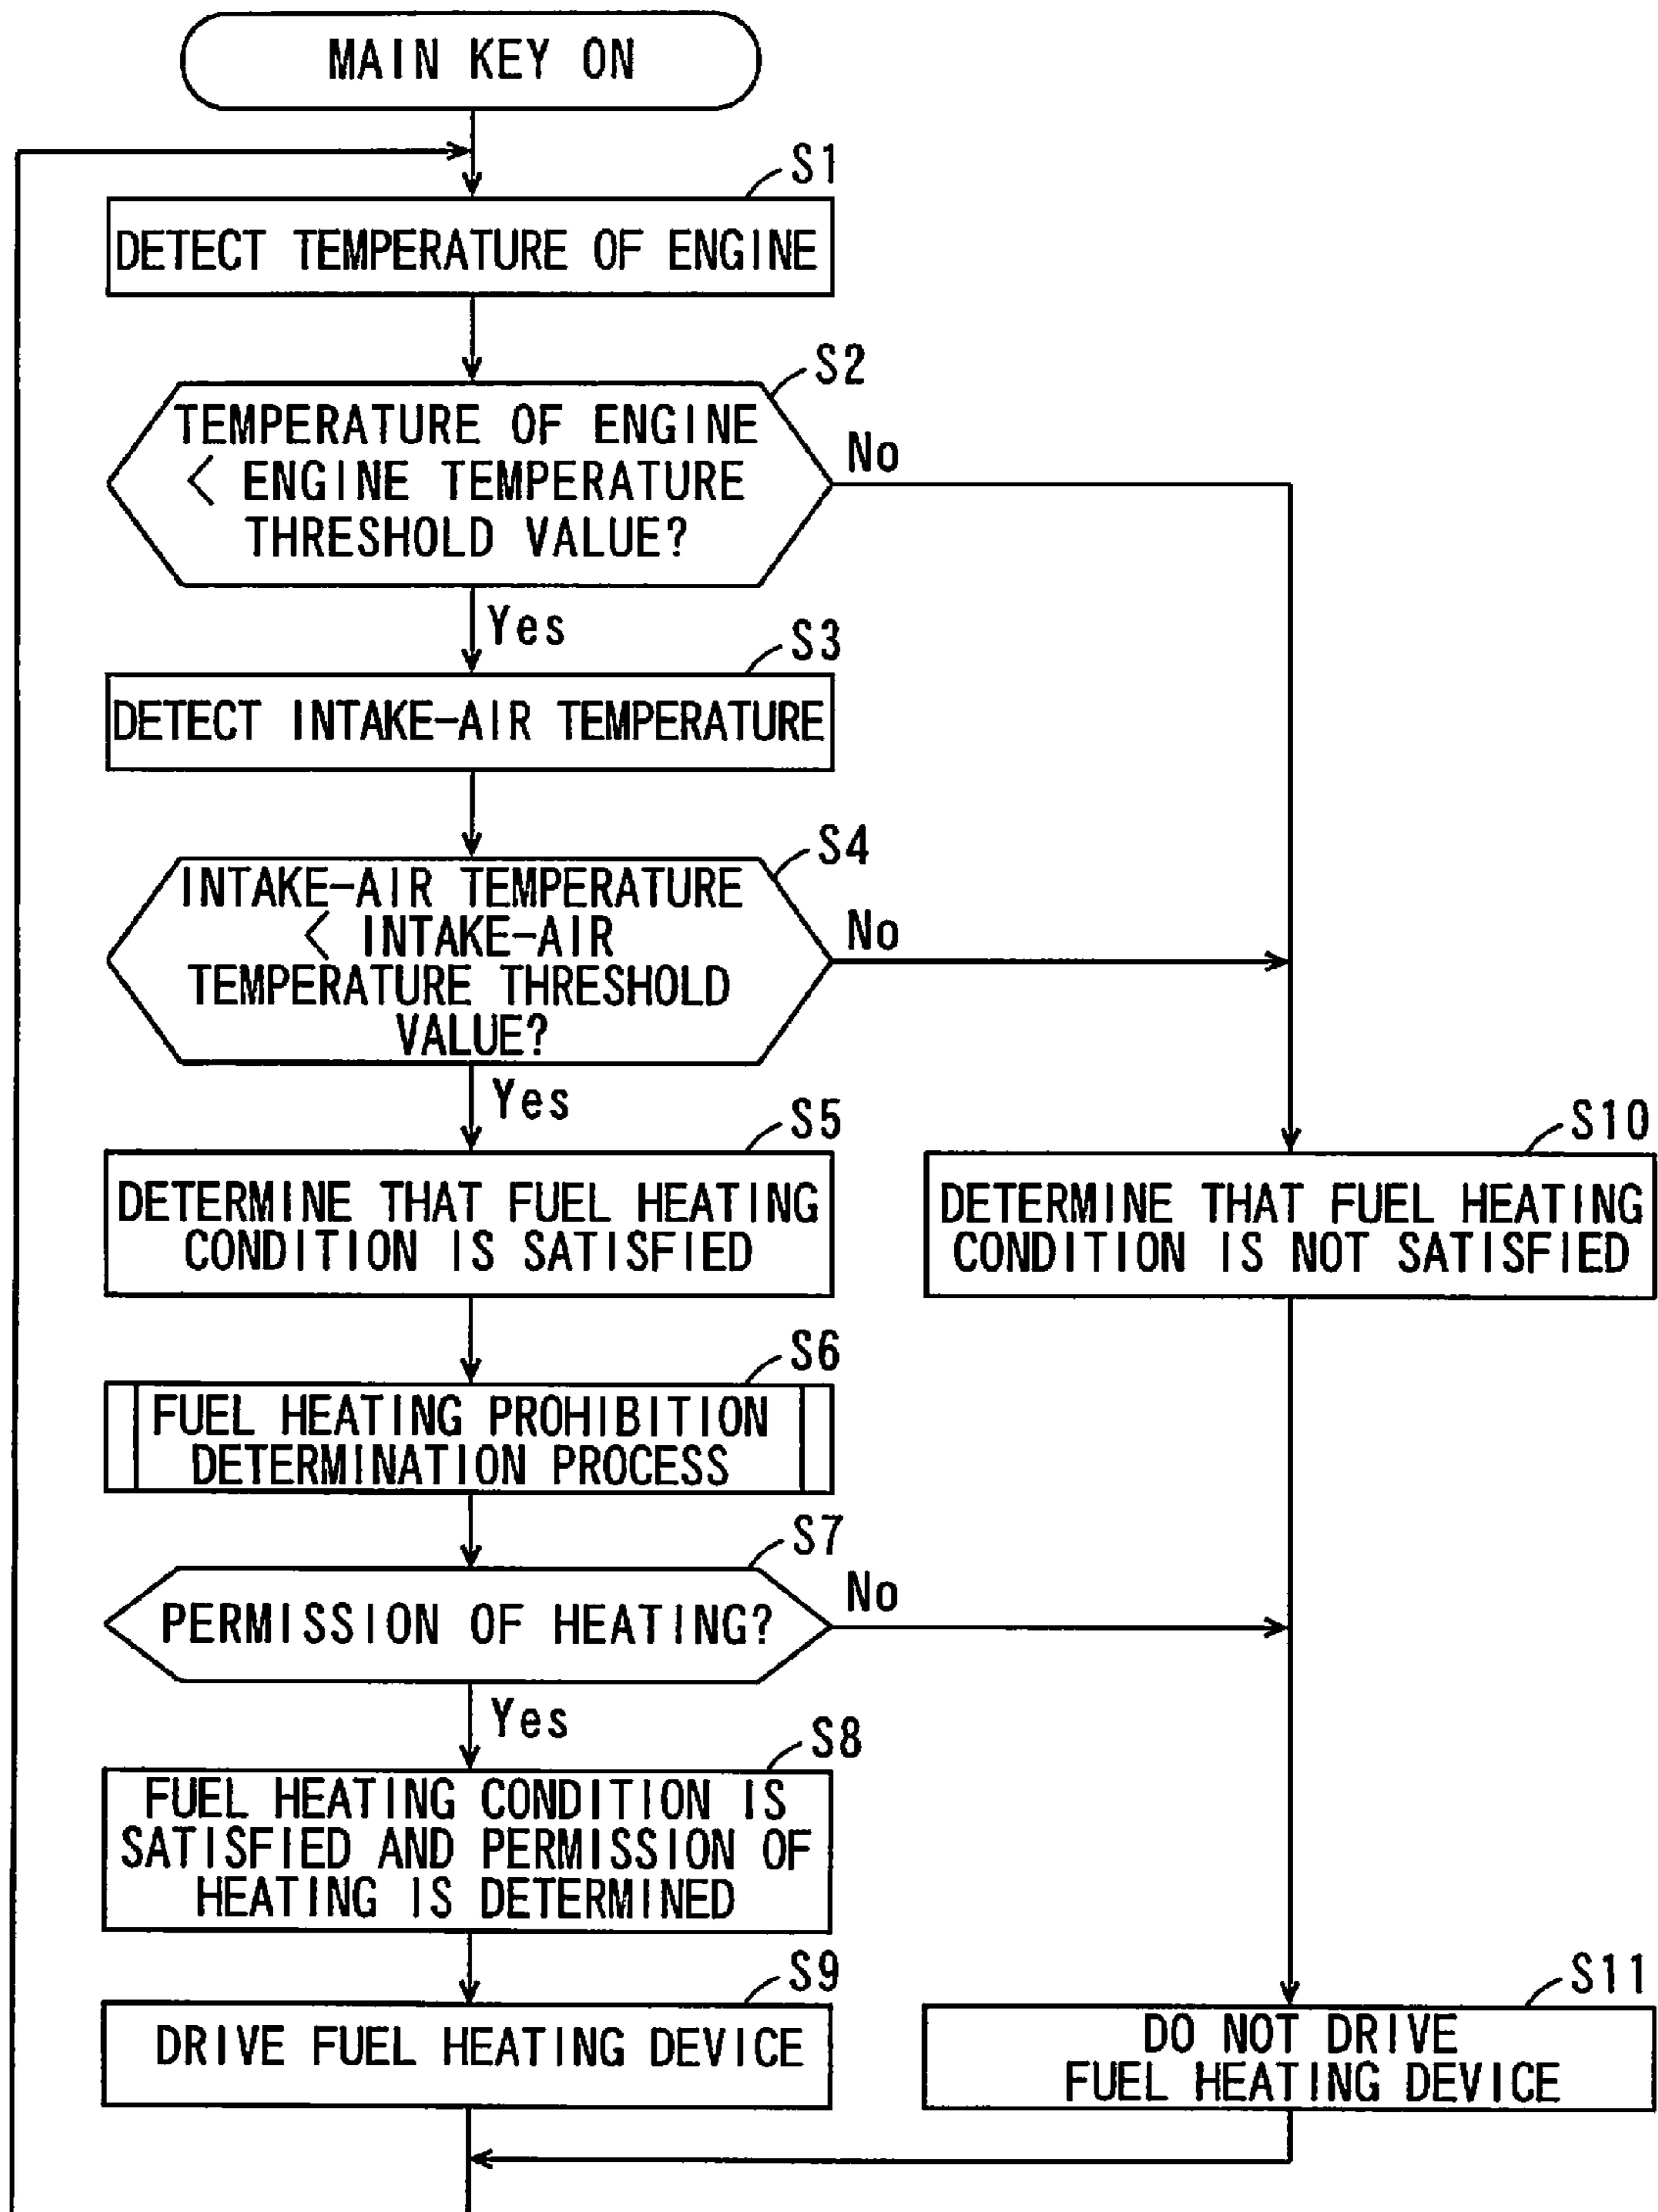 MAIN KEY ON
S1
DETECT TEMPERATURE OF ENGINE
S2
TEMPERATURE OF ENGINE
< ENGINE TEMPERATURE
THRESHOLD VALUE?
No
Yes
S3
DETECT INTAKE-AIR TEMPERATURE
S4
INTAKE-AIR TEMPERATURE
< INTAKE-AIR
TEMPERATURE THRESHOLD
VALUE?
No
Yes
S5
DETERMINE THAT FUEL HEATING
CONDITION IS SATISFIED
S10
DETERMINE THAT FUEL HEATING
CONDITION IS NOT SATISFIED
S6
FUEL HEATING PROHIBITION
DETERMINATION PROCESS
S7
PERMISSION OF HEATING?
No
Yes
S8
FUEL HEATING CONDITION IS
SATISFIED AND PERMISSION OF
HEATING IS DETERMINED
S9
DRIVE FUEL HEATING DEVICE
S11
DO NOT DRIVE
FUEL HEATING DEVICE